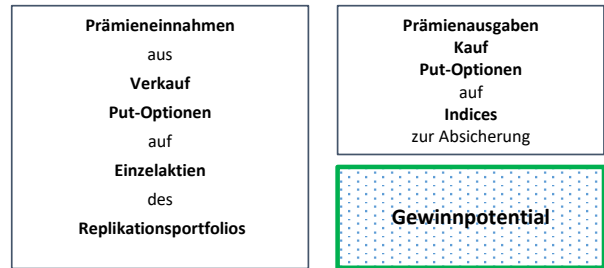 Prämieneinnahmen
aus
Verkauf
Put-Optionen
auf
Einzelaktien
des
Replikationsportfolios
Prämienausgaben
Kauf
Put-Optionen
auf
Indices
zur Absicherung
Gewinnpotential